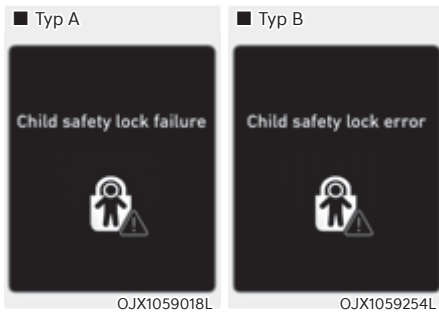 ■ Typ A
Child safety lock failure
OJX1059018L
■ Typ B
Child safety lock error
OJX1059254L